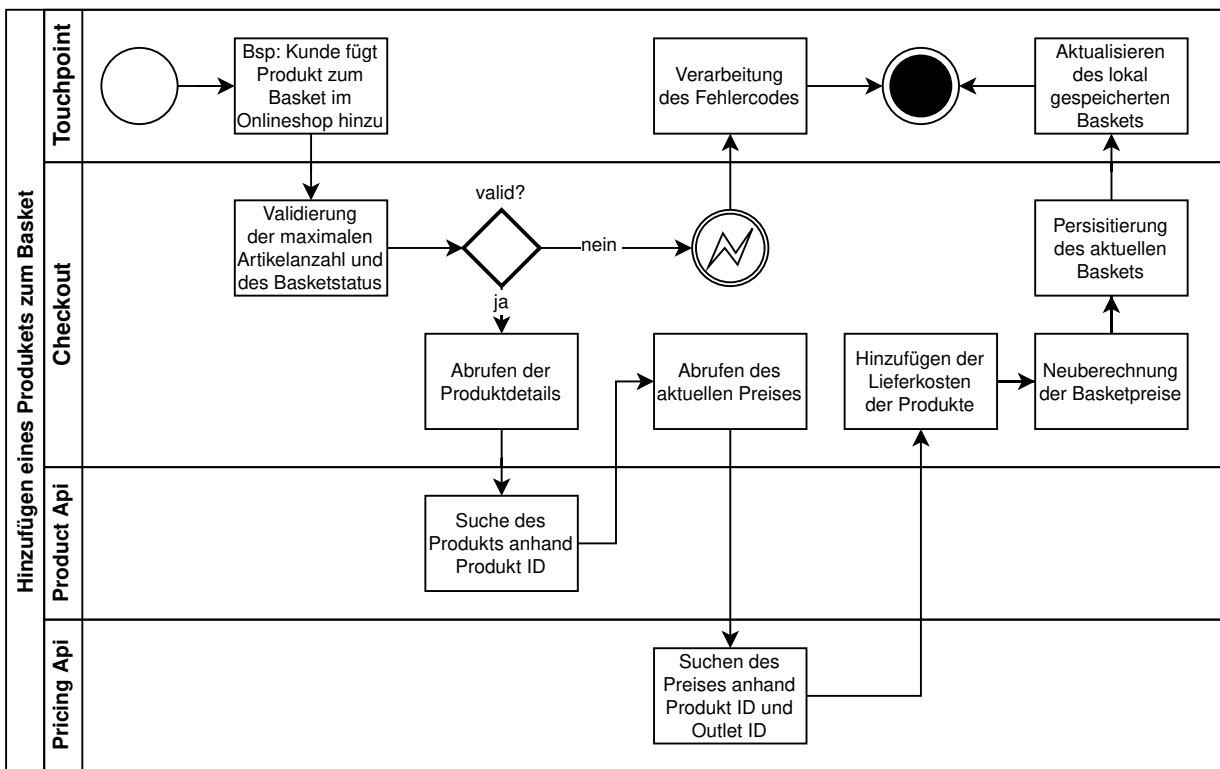 Hinzufügen eines Produkets zum Basket
Touchpoint
Bsp: Kunde fügt
Produkt zum
Basket im
Onlineshop hinzu
Verarbeitung
des Fehlercodes
Aktualisieren
des lokal
gespeicherten
Baskets
Checkout
Validierung
der maximalen
Artikelanzahl und
des Basketstatus
valid?
nein
ja
Persisitierung
des aktuellen
Baskets
Abrufen der
Produktdetails
Abrufen des
aktuellen Preises
Hinzufügen der
Lieferkosten
der Produkte
Neuberechnung
der Basketpreise
Product Api
Suche des
Produkts anhand
Produkt ID
Pricing Api
Suchen des
Preises anhand
Produkt ID und
Outlet ID